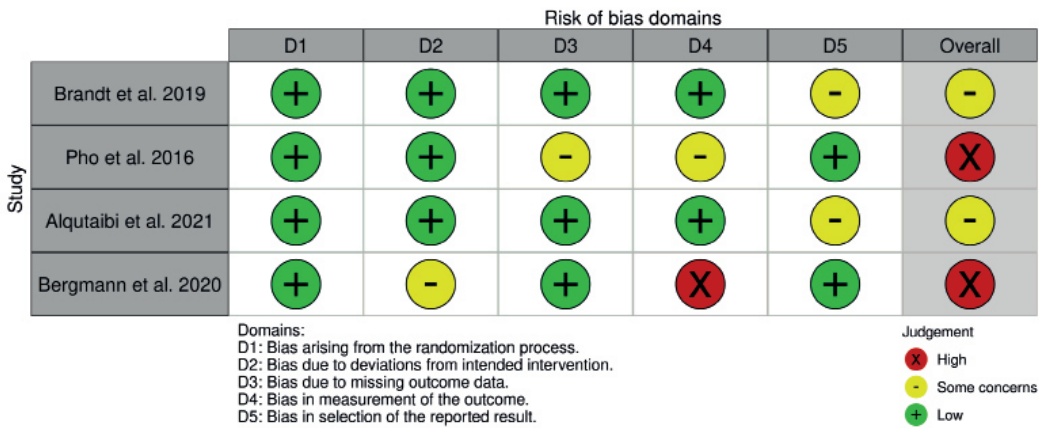 Risk of bias domains
D1 D2 D3 D4 D5 Overall
Study
Brandt et al. 2019 + + + + - -
Pho et al. 2016 + + - - + X
Alqutaibi et al. 2021 + + + + - -
Bergmann et al. 2020 + - + X + X
Domains:
D1: Bias arising from the randomization process.
D2: Bias due to deviations from intended intervention.
D3: Bias due to missing outcome data.
D4: Bias in measurement of the outcome.
D5: Bias in selection of the reported result.
Judgement
X High
- Some concerns
+ Low